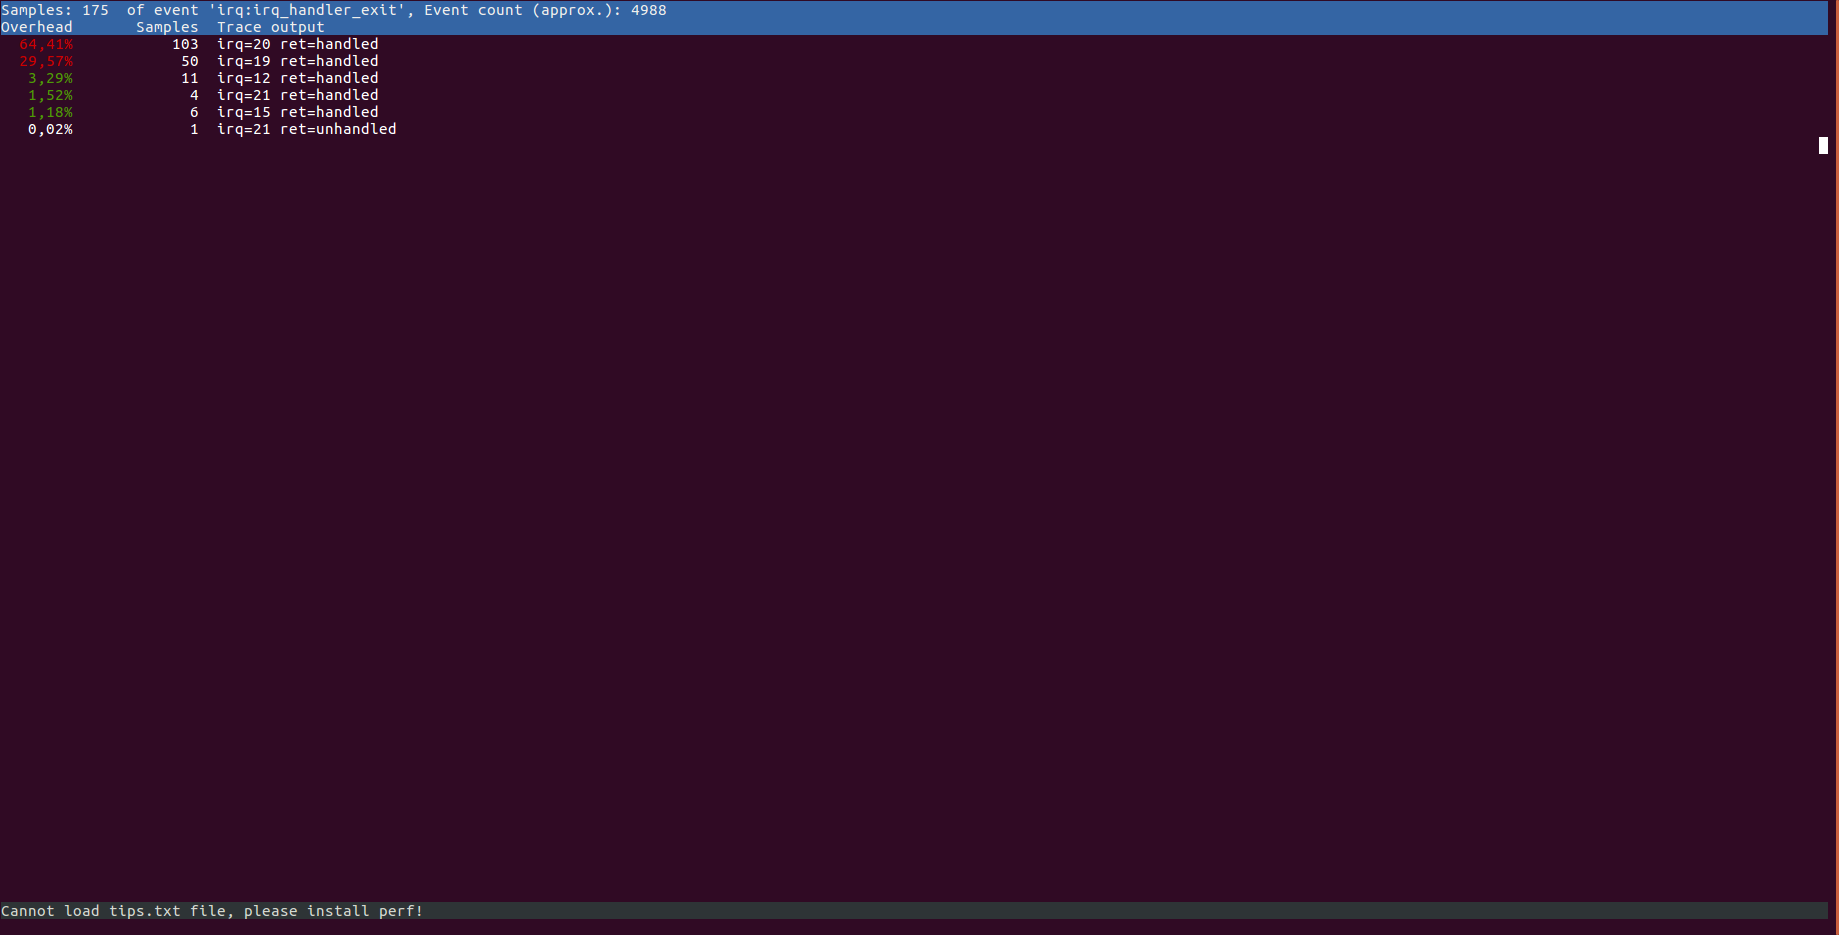 Samples: 175  of event 'irq:irq_handler_exit', Event count (approx.): 4988
Overhead       Samples  Trace output
  64,41%           103  irq=20 ret=handled
  29,57%            50  irq=19 ret=handled
   3,29%            11  irq=12 ret=handled
   1,52%             4  irq=21 ret=handled
   1,18%             6  irq=15 ret=handled
   0,02%             1  irq=21 ret=unhandled
Cannot load tips.txt file, please install perf!